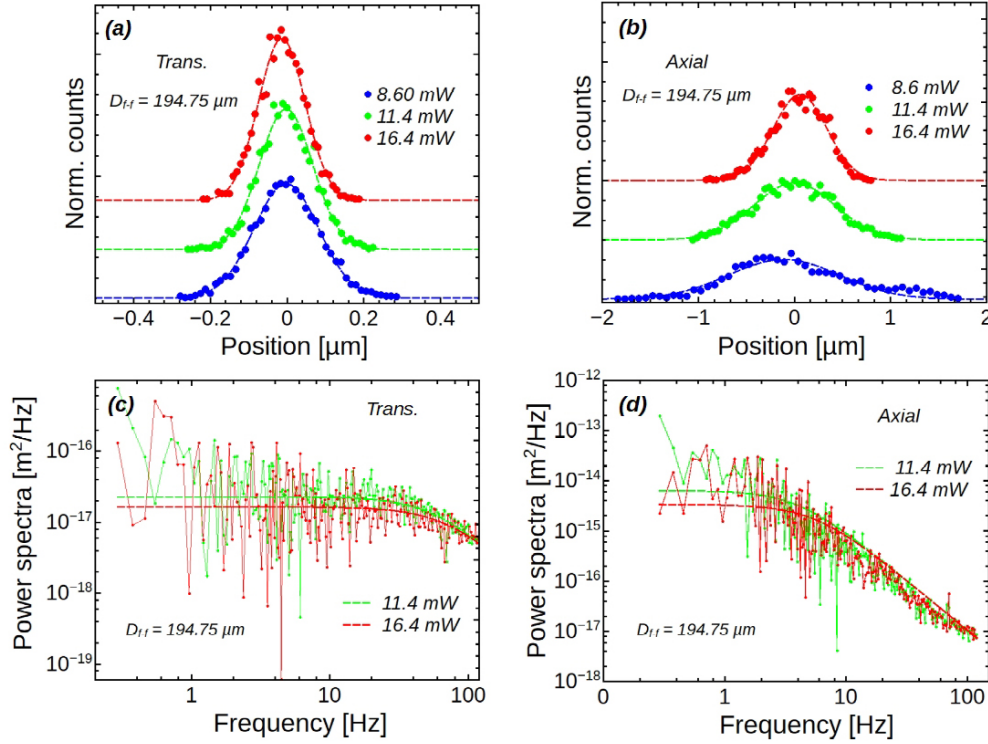 (a)
Trans.
D_f-f = 194.75 µm
8.60 mW
11.4 mW
16.4 mW
Norm. counts
−0.4 −0.2 0 0.2 0.4
Position [µm]
(b)
Axial
D_f-f = 194.75 µm
8.6 mW
11.4 mW
16.4 mW
Norm. counts
−2 −1 0 1 2
Position [µm]
(c)
Trans.
10⁻¹⁶
10⁻¹⁷
10⁻¹⁸
10⁻¹⁹
Power spectra [m²/Hz]
11.4 mW
16.4 mW
D_f-f = 194.75 µm
1 10 100
Frequency [Hz]
(d)
Axial
10⁻¹²
10⁻¹³
10⁻¹⁴
10⁻¹⁵
10⁻¹⁶
10⁻¹⁷
10⁻¹⁸
Power spectra [m²/Hz]
11.4 mW
16.4 mW
D_f-f = 194.75 µm
0 1 10 100
Frequency [Hz]